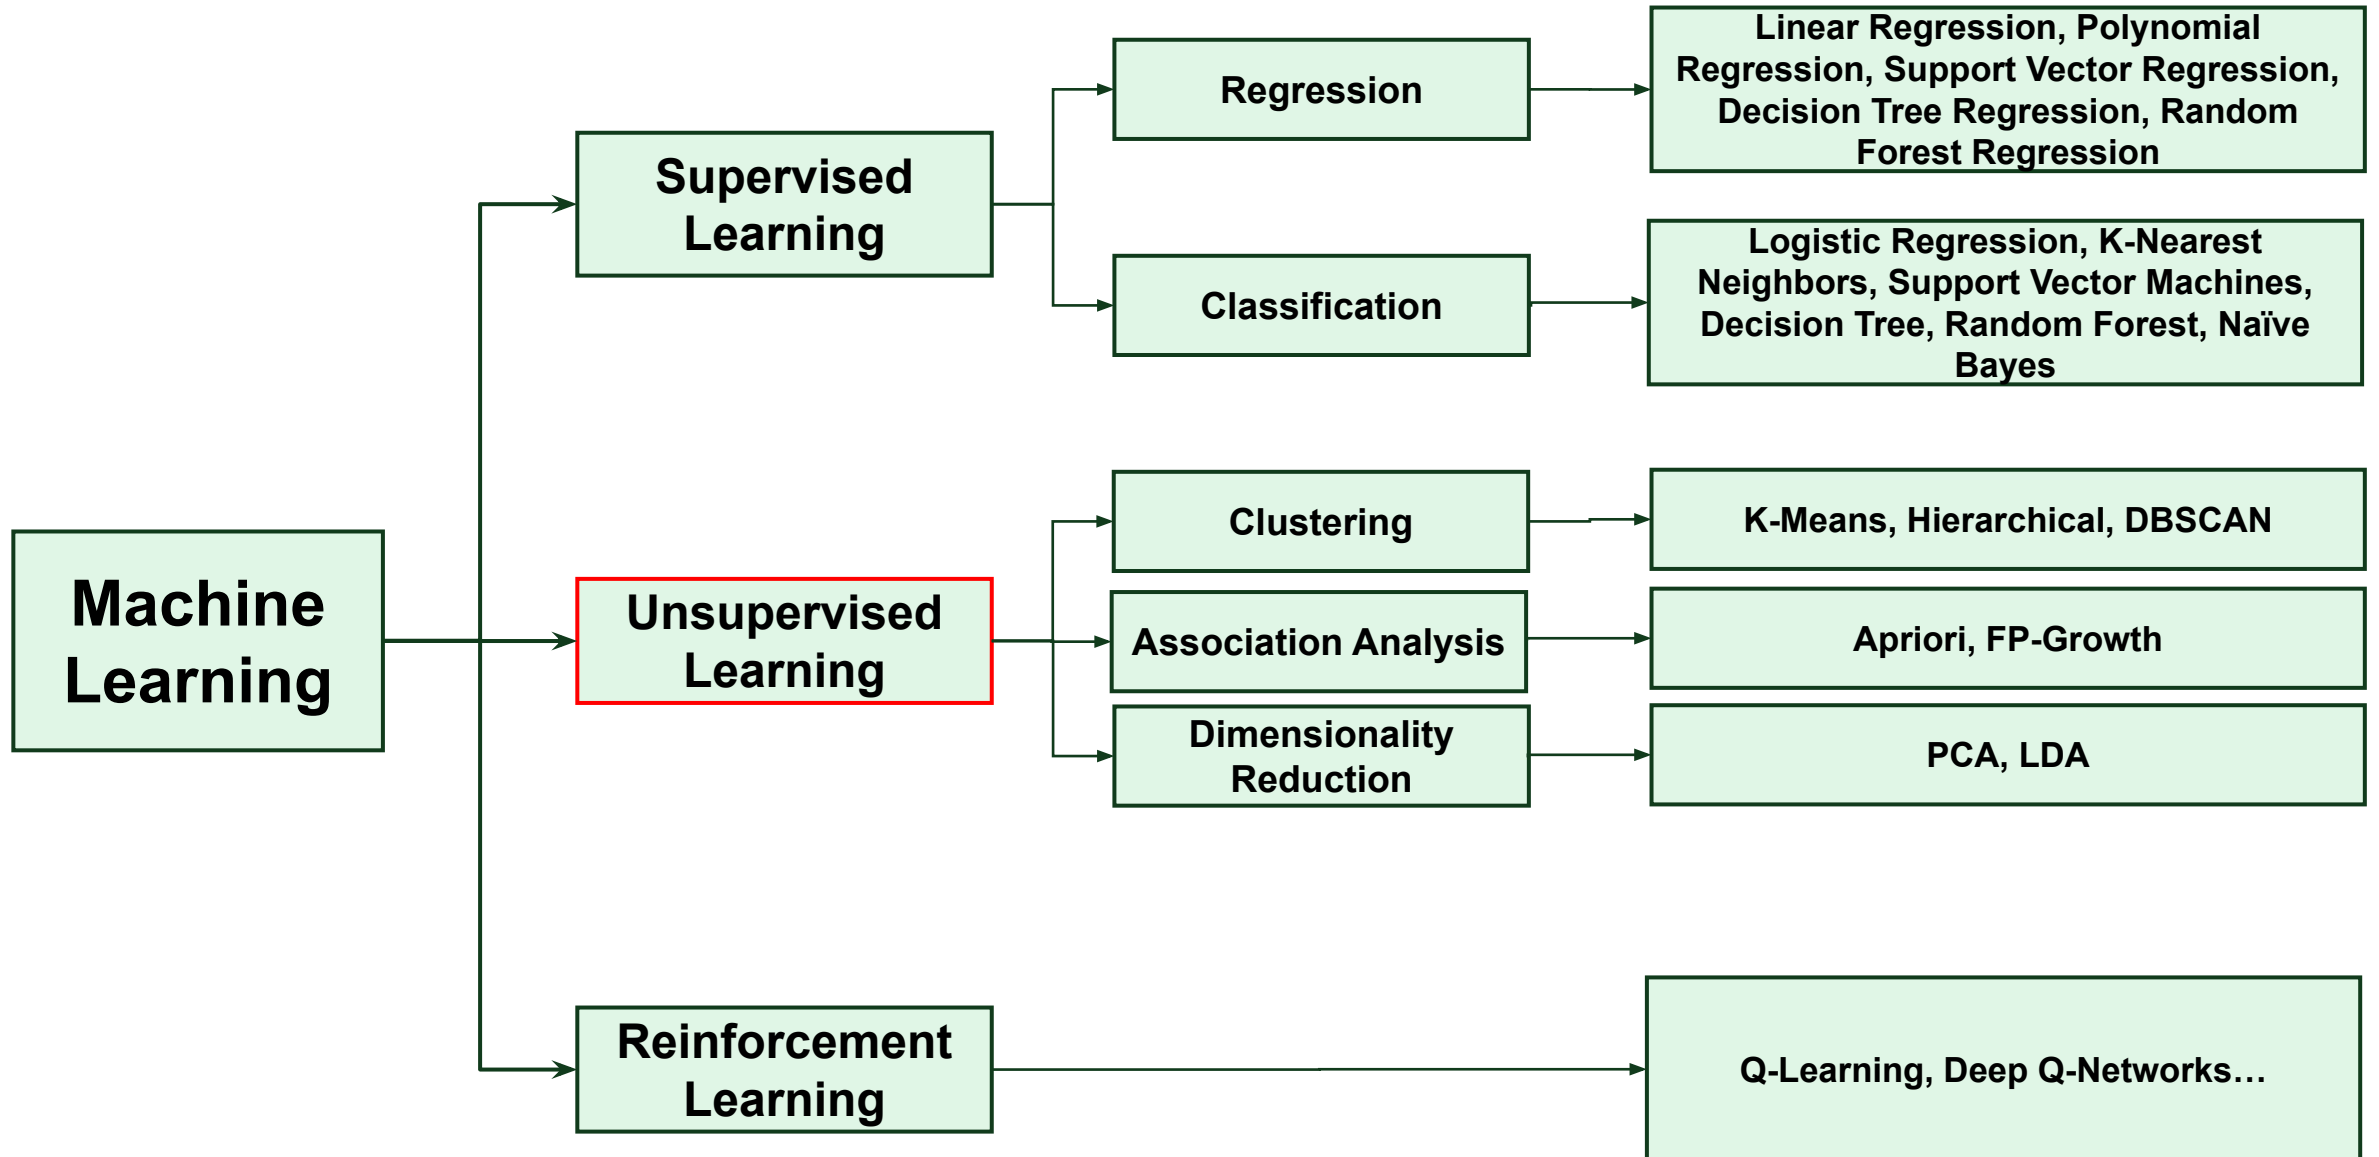 Machine
Learning
Supervised
Learning
Regression
Linear Regression, Polynomial
Regression, Support Vector Regression,
Decision Tree Regression, Random
Forest Regression
Classification
Logistic Regression, K-Nearest
Neighbors, Support Vector Machines,
Decision Tree, Random Forest, Naïve
Bayes
Unsupervised
Learning
Clustering
K-Means, Hierarchical, DBSCAN
Association Analysis
Apriori, FP-Growth
Dimensionality
Reduction
PCA, LDA
Reinforcement
Learning
Q-Learning, Deep Q-Networks…